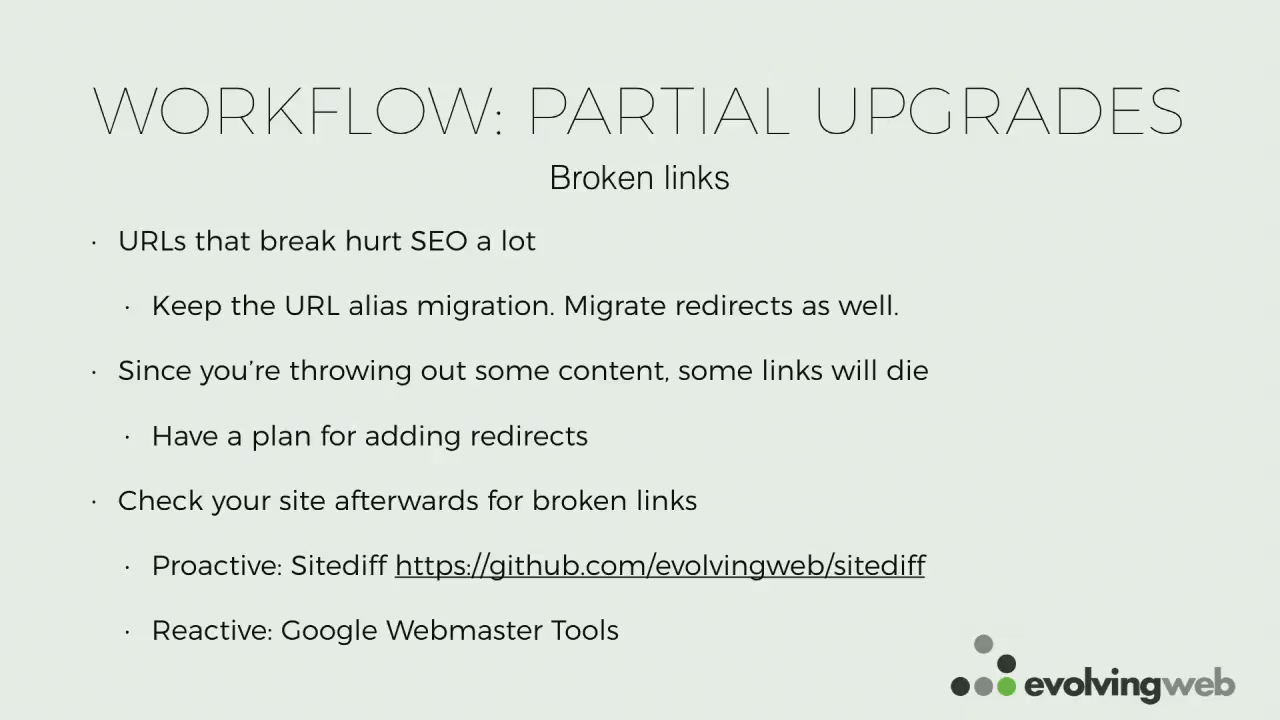 WORKFLOW: PARTIAL UPGRADES
Broken links
· URLs that break hurt SEO a lot
· Keep the URL alias migration. Migrate redirects as well.
· Since you’re throwing out some content, some links will die
· Have a plan for adding redirects
· Check your site afterwards for broken links
· Proactive: Sitediff https://github.com/evolvingweb/sitediff
· Reactive: Google Webmaster Tools
evolvingweb